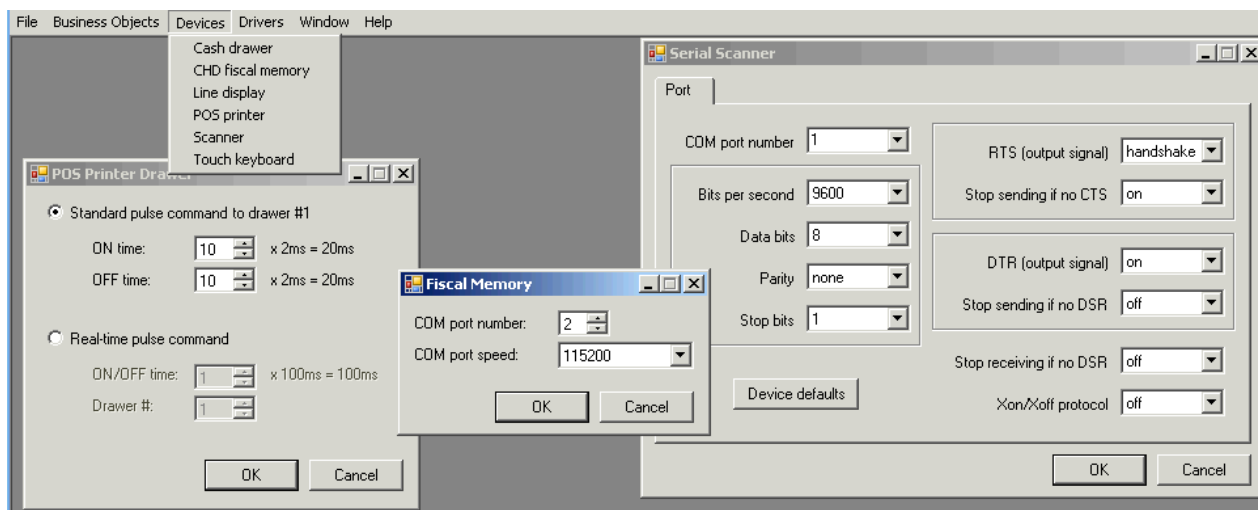 File Business Objects Devices Drivers Window Help
Cash drawer
CHD fiscal memory
Line display
POS printer
Scanner
Touch keyboard
POS Printer Drawer
Standard pulse command to drawer #1
ON time: 10 x 2ms = 20ms
OFF time: 10 x 2ms = 20ms
Real-time pulse command
ON/OFF time: 1 x 100ms = 100ms
Drawer #: 1
OK Cancel
Fiscal Memory
COM port number: 2
COM port speed: 115200
OK Cancel
Serial Scanner
Port
COM port number 1
Bits per second 9600
Data bits 8
Parity none
Stop bits 1
Device defaults
RTS (output signal) handshake
Stop sending if no CTS on
DTR (output signal) on
Stop sending if no DSR off
Stop receiving if no DSR off
Xon/Xoff protocol off
OK Cancel